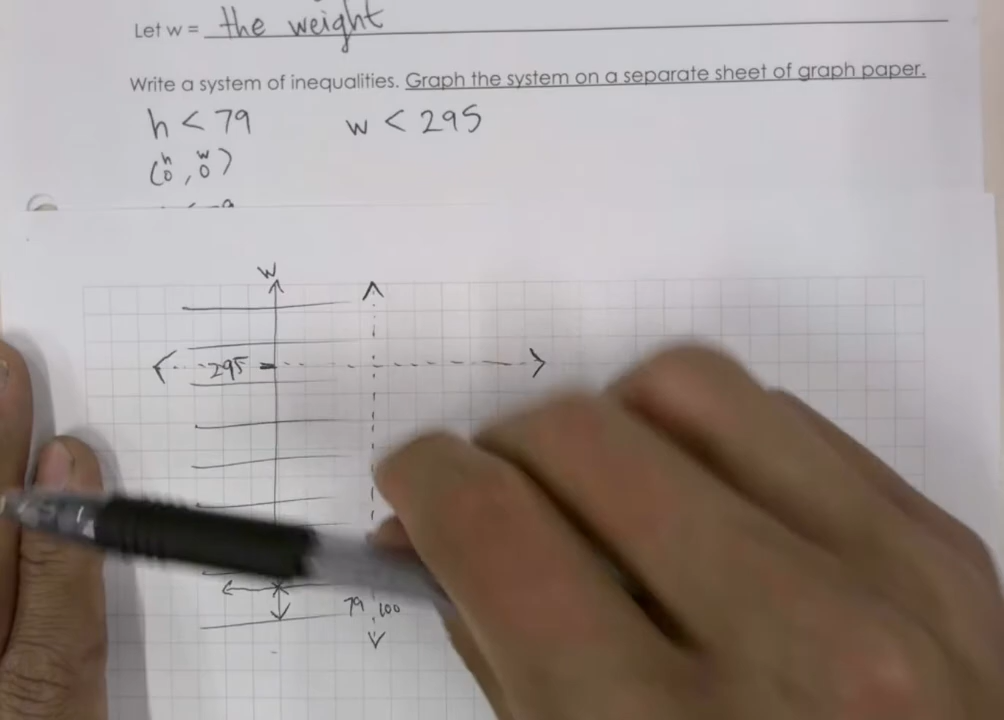 Let w = the weight
Write a system of inequalities. Graph the system on a separate sheet of graph paper.
h < 79 w < 295
h w
(0, 0)
w
295
79 100